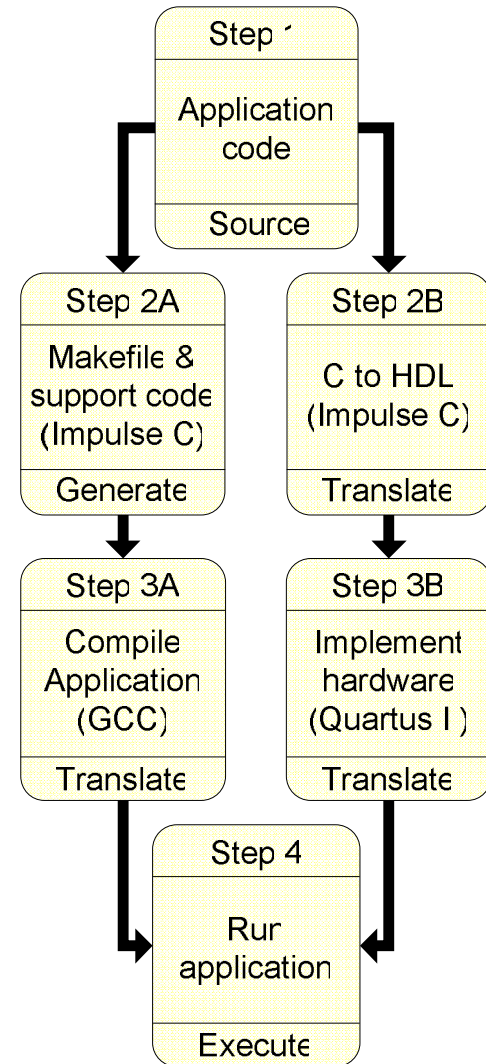 Step 1
Application
code
Source
Step 2A
Makefile &
support code
(Impulse C)
Generate
Step 2B
C to HDL
(Impulse C)
Translate
Step 3A
Compile
Application
(GCC)
Translate
Step 3B
Implement
hardware
(Quartus I )
Translate
Step 4
Run
application
Execute